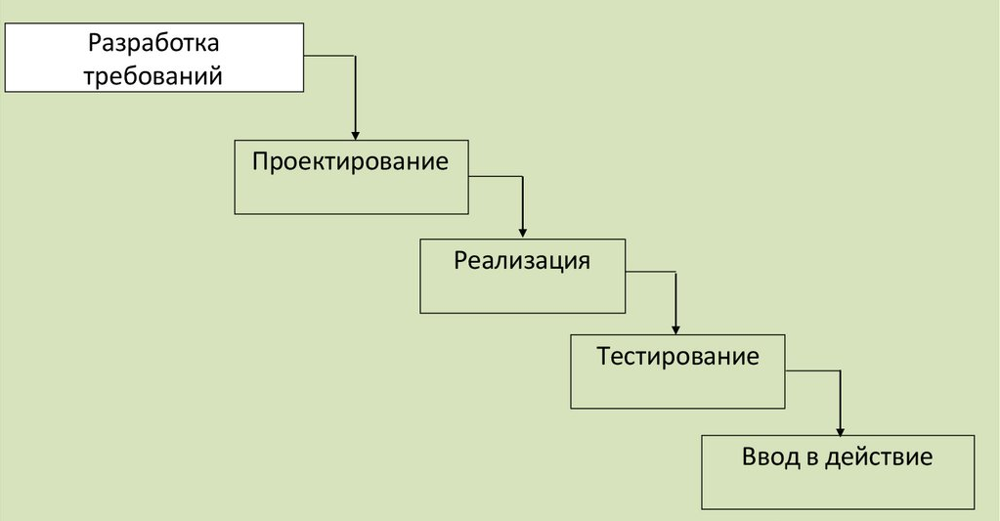 Разработка
требований
Проектирование
Реализация
Тестирование
Ввод в действие